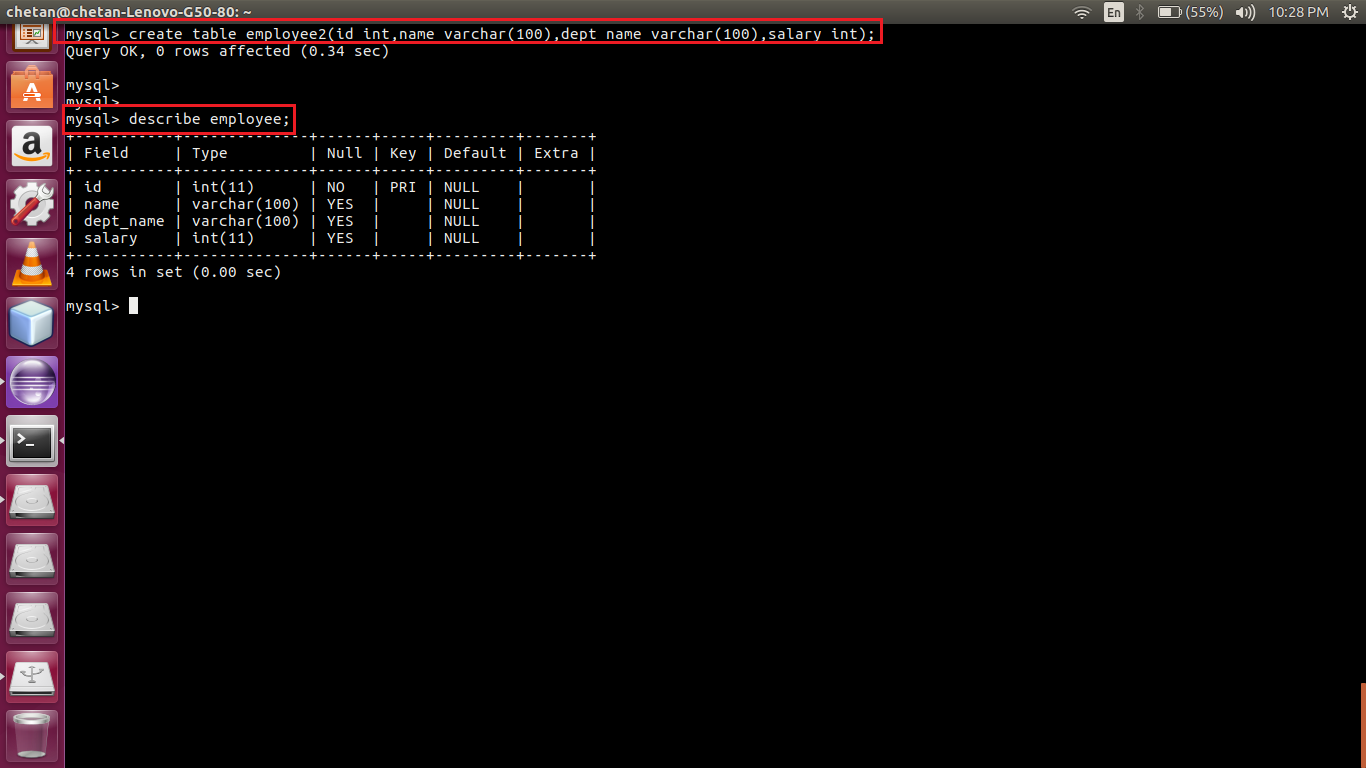 chetan@chetan-Lenovo-G50-80: ~
En (55%) 10:28 PM
mysql> create table employee2(id int,name varchar(100),dept_name varchar(100),salary int);
Query OK, 0 rows affected (0.34 sec)
mysql>
mysql>
mysql> describe employee;
+-----------+--------------+------+-----+---------+-------+
| Field     | Type         | Null | Key | Default | Extra |
+-----------+--------------+------+-----+---------+-------+
| id        | int(11)      | NO   | PRI | NULL    |       |
| name      | varchar(100) | YES  |     | NULL    |       |
| dept_name | varchar(100) | YES  |     | NULL    |       |
| salary    | int(11)      | YES  |     | NULL    |       |
+-----------+--------------+------+-----+---------+-------+
4 rows in set (0.00 sec)
mysql>